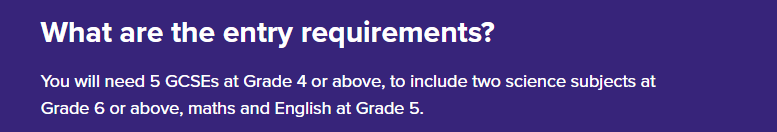 What are the entry requirements?
You will need 5 GCSEs at Grade 4 or above, to include two science subjects at
Grade 6 or above, maths and English at Grade 5.